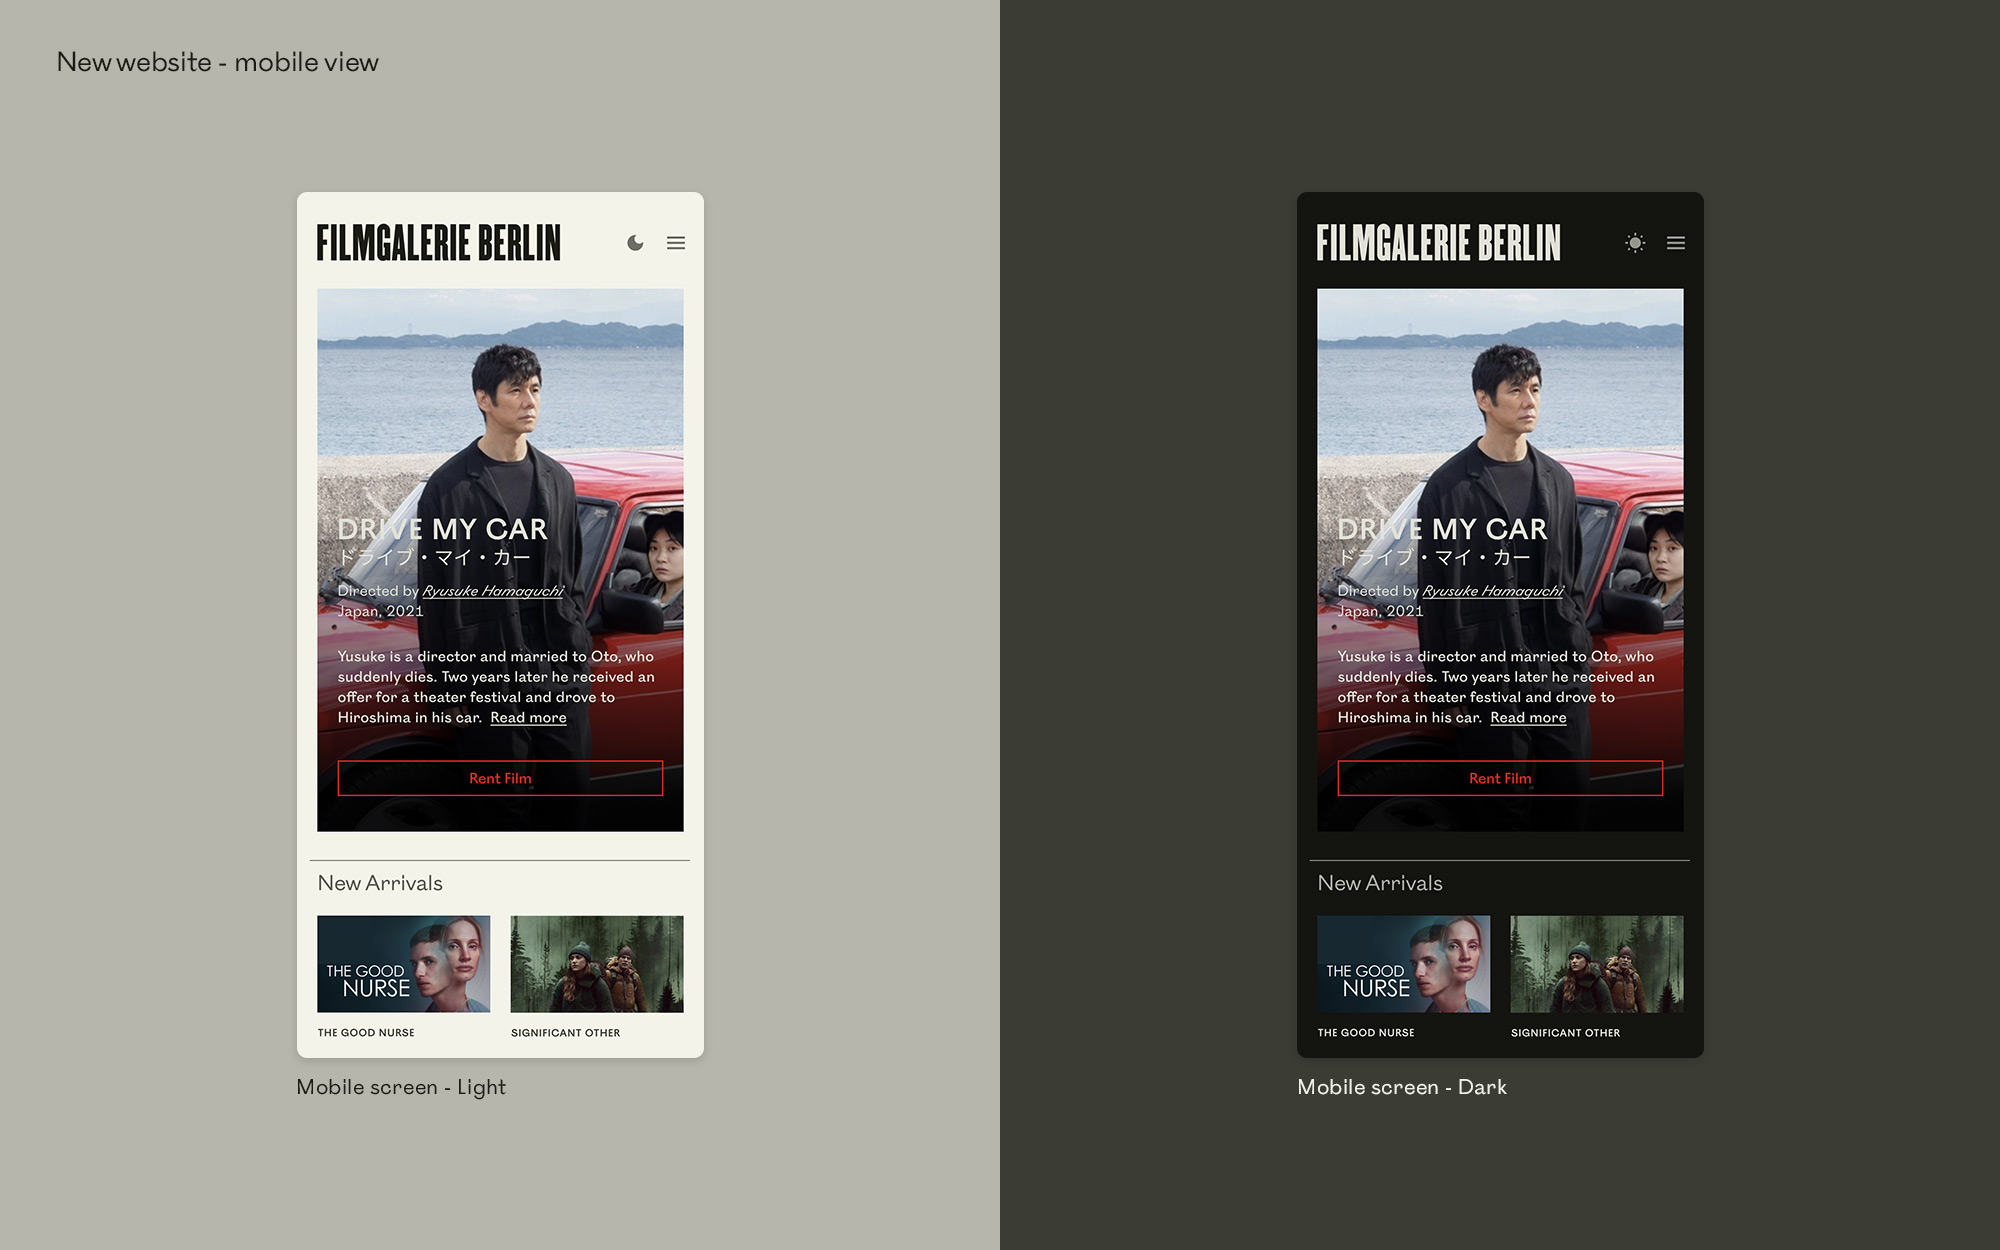 New website - mobile view
FILMGALERIE BERLIN
DRIVE MY CAR
ドライブ・マイ・カー
Directed by Ryusuke Hamaguchi
Japan, 2021
Yusuke is a director and married to Oto, who
suddenly dies. Two years later he received an
offer for a theater festival and drove to
Hiroshima in his car. Read more
Rent Film
New Arrivals
THE GOOD
NURSE
THE GOOD NURSE
SIGNIFICANT OTHER
Mobile screen - Light
FILMGALERIE BERLIN
DRIVE MY CAR
ドライブ・マイ・カー
Directed by Ryusuke Hamaguchi
Japan, 2021
Yusuke is a director and married to Oto, who
suddenly dies. Two years later he received an
offer for a theater festival and drove to
Hiroshima in his car. Read more
Rent Film
New Arrivals
THE GOOD
NURSE
THE GOOD NURSE
SIGNIFICANT OTHER
Mobile screen - Dark